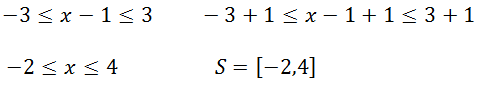 −3 ≤ x − 1 ≤ 3 − 3 + 1 ≤ x − 1 + 1 ≤ 3 + 1
−2 ≤ x ≤ 4 S = [−2,4]